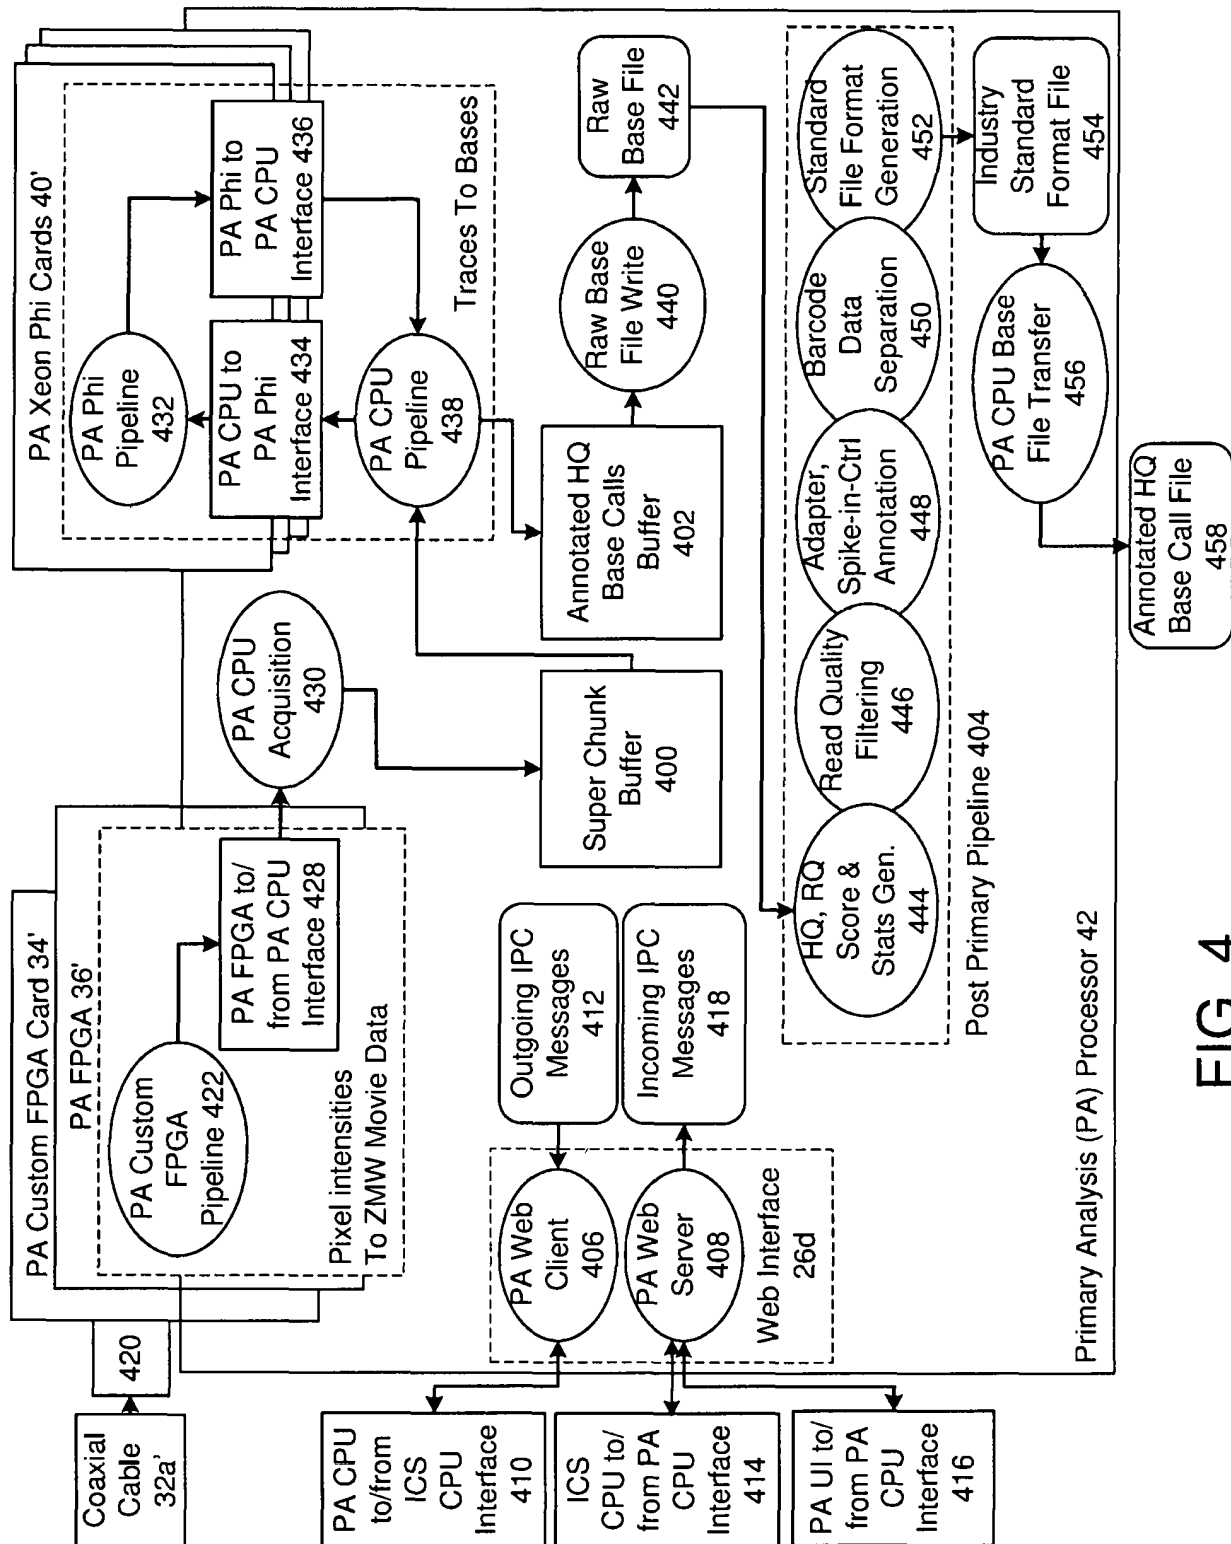 PA Custom FPGA Card 34'
PA FPGA 36'
PA Custom
FPGA
Pipeline 422
PA FPGA to/
from PA CPU
Interface 428
Pixel intensities
To ZMW Movie Data
Coaxial
Cable
32a'
420
PA CPU
Acquisition
430
PA Xeon Phi Cards 40'
PA Phi
Pipeline
432
PA CPU to
PA Phi
Interface 434
PA Phi to
PA CPU
Interface 436
PA CPU
Pipeline
438
Traces To Bases
PA CPU
to/from
ICS
CPU
Interface
410
ICS
CPU to/
from PA
CPU
Interface
414
PA UI to/
from PA
CPU
Interface
416
PA Web
Client
406
PA Web
Server
408
Web Interface
26d
Outgoing IPC
Messages
412
Incoming IPC
Messages
418
Super Chunk
Buffer
400
Annotated HQ
Base Calls
Buffer
402
Raw Base
File Write
440
Raw
Base File
442
HQ, RQ
Score &
Stats Gen.
444
Read Quality
Filtering
446
Adapter,
Spike-in-Ctrl
Annotation
448
Barcode
Data
Separation
450
Standard
File Format
Generation
452
Post Primary Pipeline 404
Industry
Standard
Format File
454
PA CPU Base
File Transfer
456
Annotated HQ
Base Call File
458
Primary Analysis (PA) Processor 42
FIG. 4